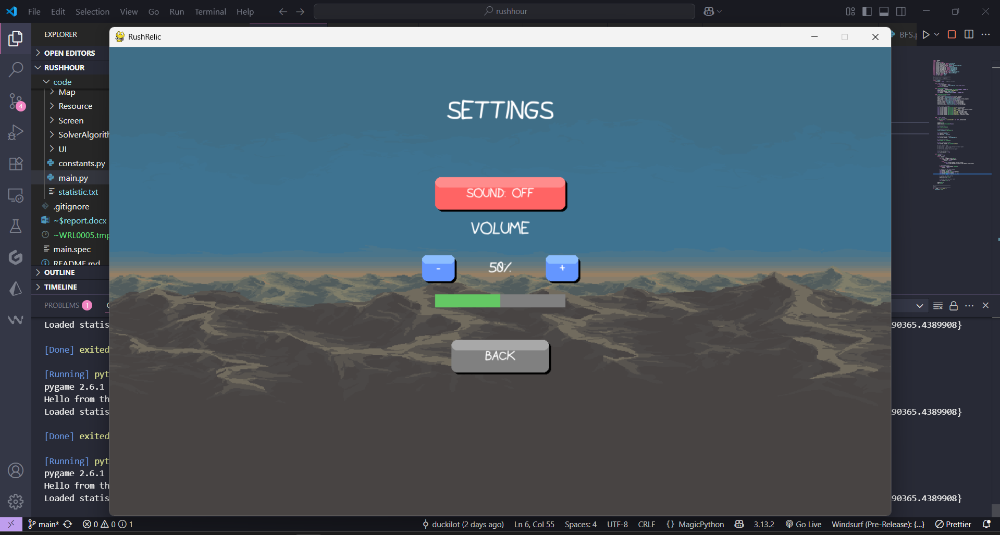 File Edit Selection View Go Run Terminal Help
rushhour
EXPLORER
OPEN EDITORS
RUSHHOUR
code
Map
Resource
Screen
SolverAlgorith
UI
constants.py
main.py
statistic.txt
.gitignore
~$report.docx
~WRL0005.tmp
main.spec
README.md
OUTLINE
TIMELINE
4
BFS.p
RushRelic
SETTINGS
SOUND: OFF
VOLUME
- 50% +
BACK
PROBLEMS 1
Loaded statis
90365.4389908}
[Done] exited
[Running] pyt
pygame 2.6.1
Hello from th
Loaded statis
90365.4389908}
[Done] exited
[Running] pyt
pygame 2.6.1
Hello from th
Loaded statis
90365.4389908}
main* 0 0 1 duckilot (2 days ago) Ln 6, Col 55 Spaces: 4 UTF-8 CRLF {} MagicPython 3.13.2 Go Live Windsurf (Pre-Release): {...} Prettier